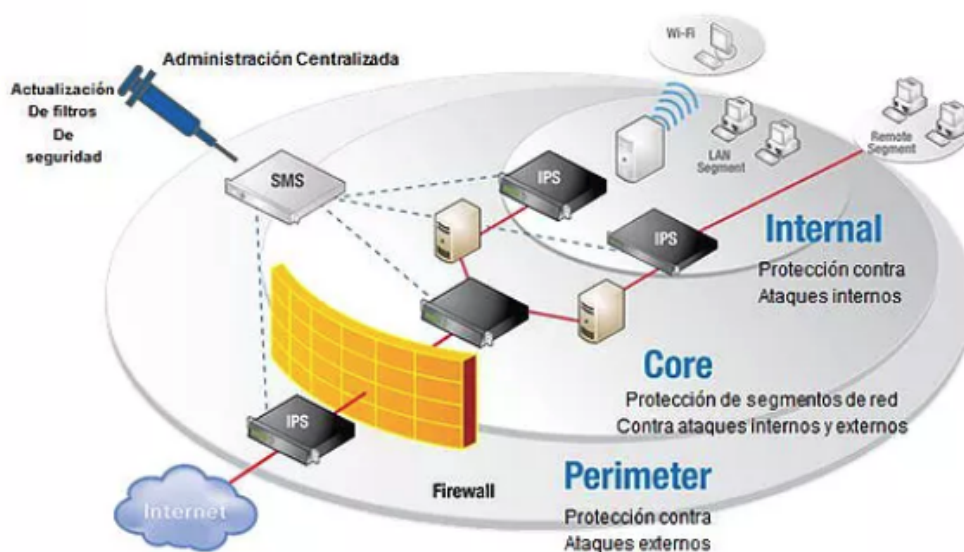 Wi-Fi
Administración Centralizada
Actualización
De filtros
De
seguridad
SMS
IPS
LAN
Segment
Remote
Segment
IPS
Internal
Protección contra
Ataques internos
Core
Protección de segmentos de red
Contra ataques internos y externos
IPS
Internet
Firewall
Perimeter
Protección contra
Ataques externos